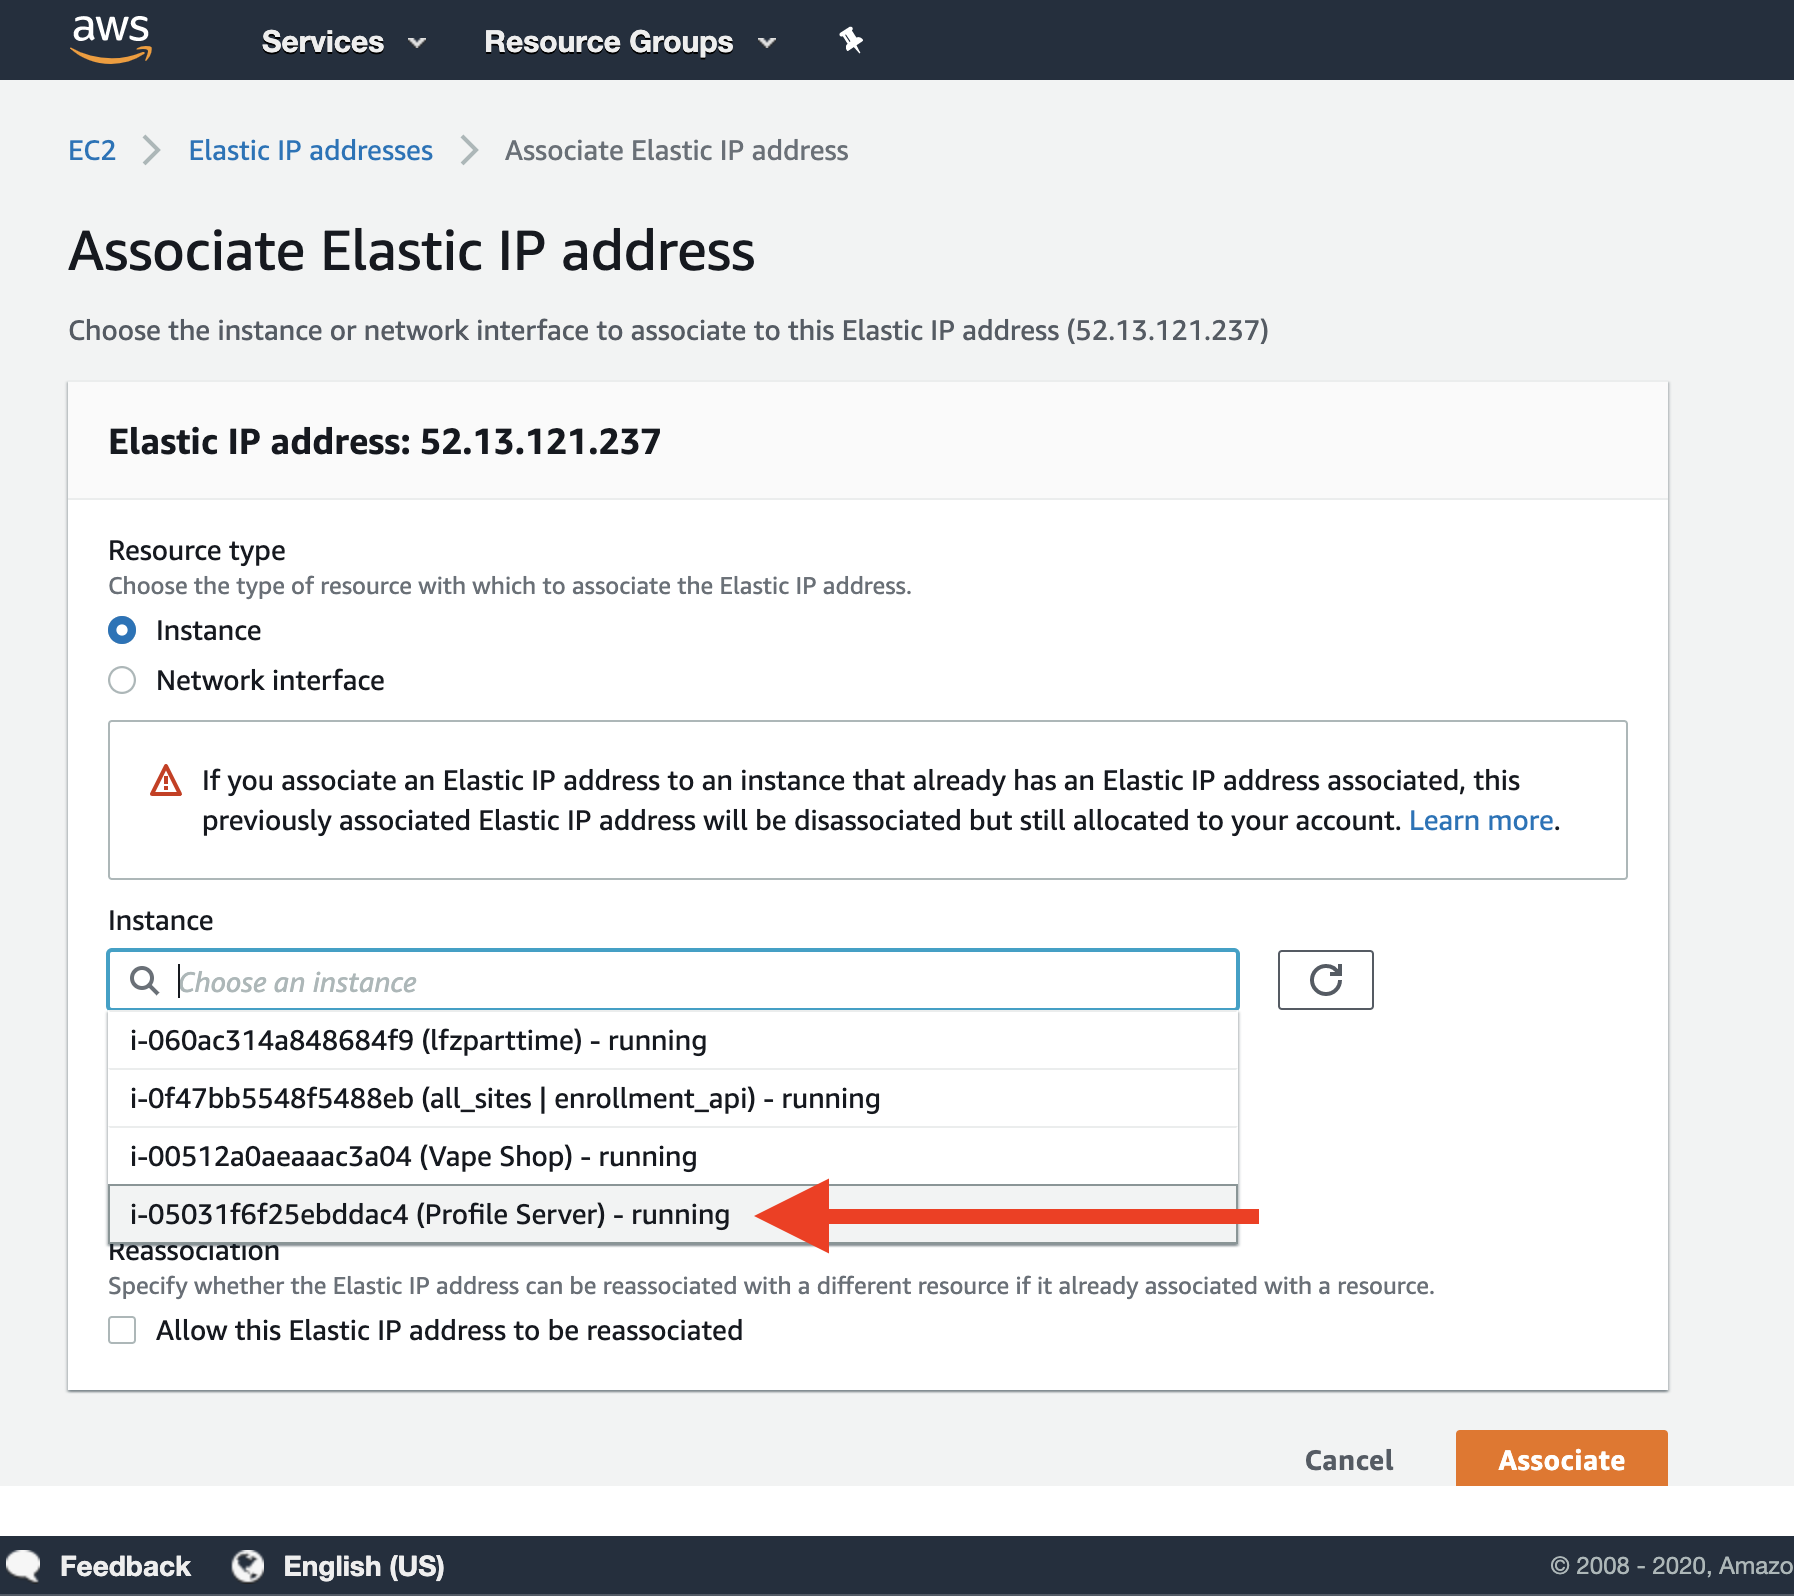 aws Services Resource Groups
EC2 Elastic IP addresses Associate Elastic IP address
Associate Elastic IP address
Choose the instance or network interface to associate to this Elastic IP address (52.13.121.237)
Elastic IP address: 52.13.121.237
Resource type
Choose the type of resource with which to associate the Elastic IP address.
Instance
Network interface
If you associate an Elastic IP address to an instance that already has an Elastic IP address associated, this
previously associated Elastic IP address will be disassociated but still allocated to your account. Learn more.
Instance
Choose an instance
i-060ac314a848684f9 (lfzparttime) - running
i-0f47bb5548f5488eb (all_sites | enrollment_api) - running
i-00512a0aeaaac3a04 (Vape Shop) - running
i-05031f6f25ebddac4 (Profile Server) - running
Reassociation
Specify whether the Elastic IP address can be reassociated with a different resource if it already associated with a resource.
Allow this Elastic IP address to be reassociated
Cancel Associate
Feedback English (US) © 2008 - 2020, Amazo